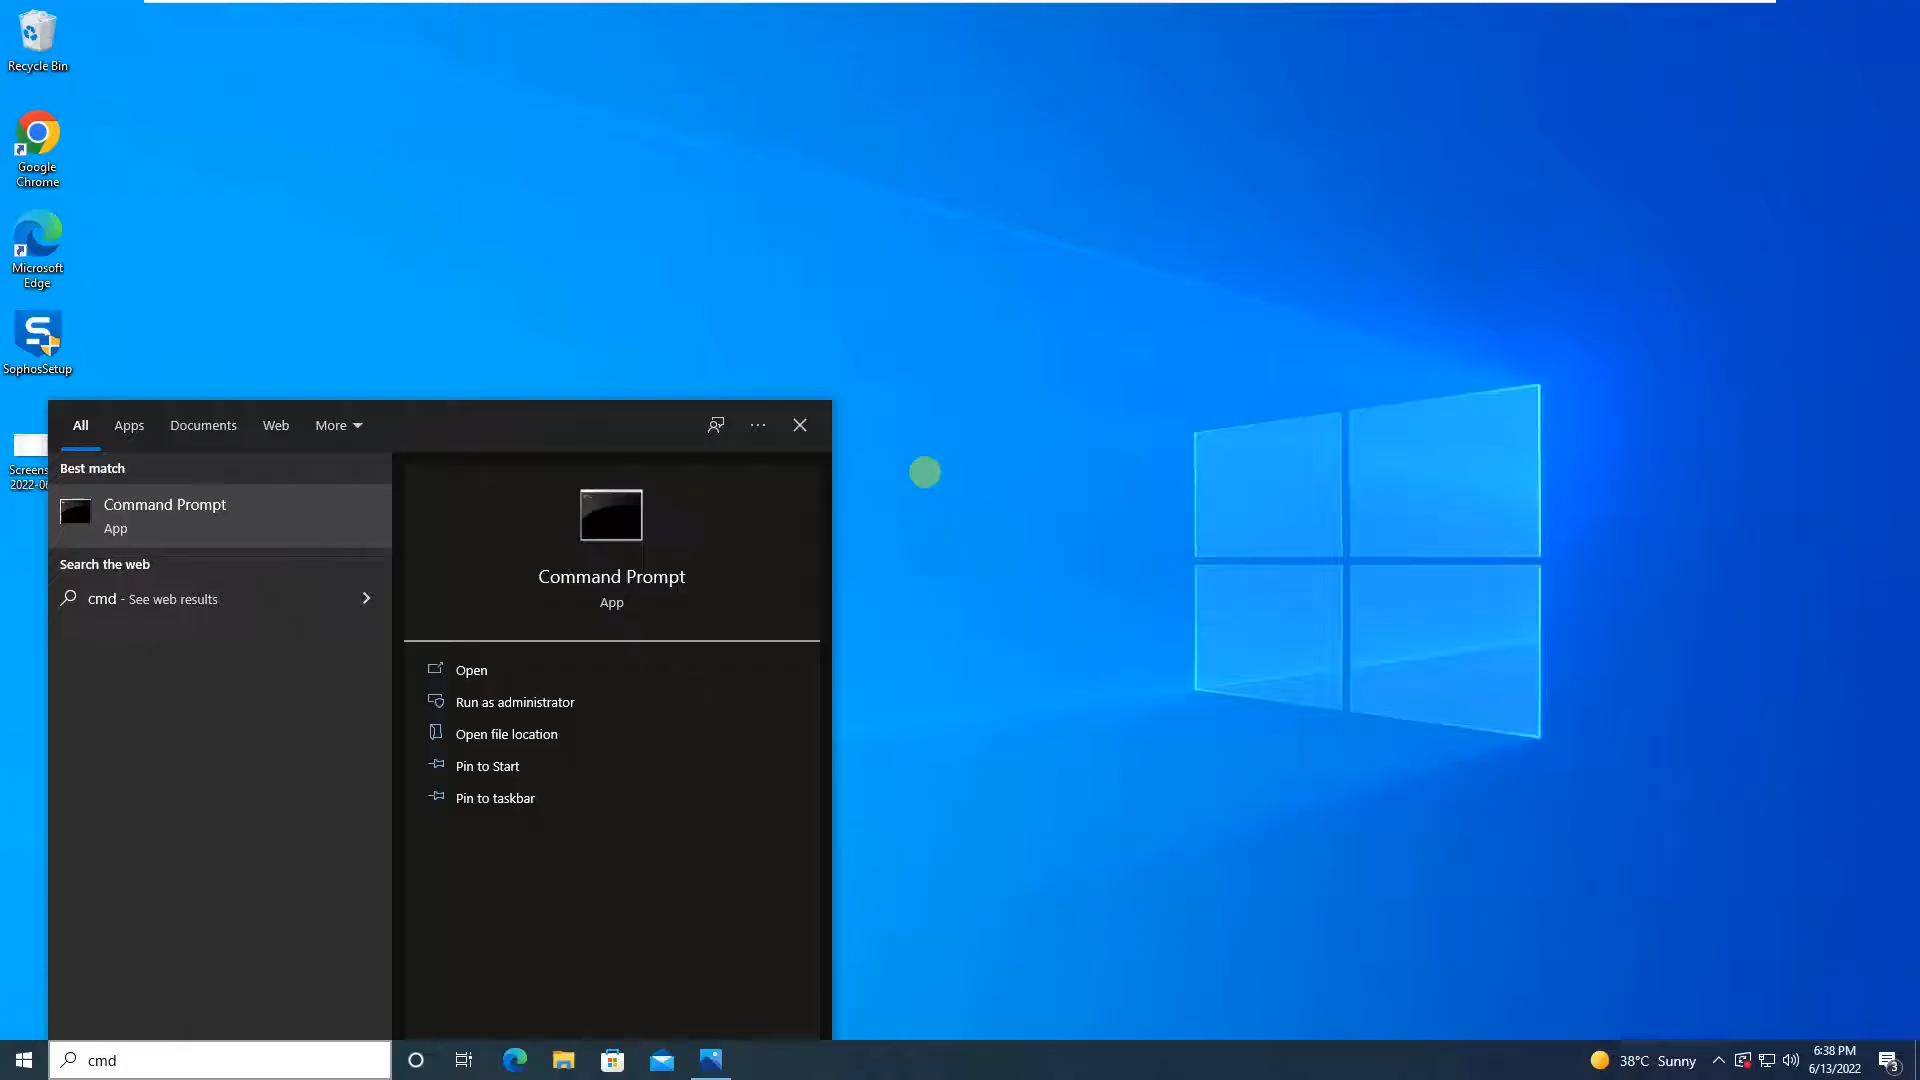 Recycle Bin
Google
Chrome
Microsoft
Edge
SophosSetup
Screens
2022-06
All
Apps
Documents
Web
More
Best match
Command Prompt
App
Search the web
cmd - See web results
Command Prompt
App
Open
Run as administrator
Open file location
Pin to Start
Pin to taskbar
cmd
38°C Sunny
6:38 PM
6/13/2022
3